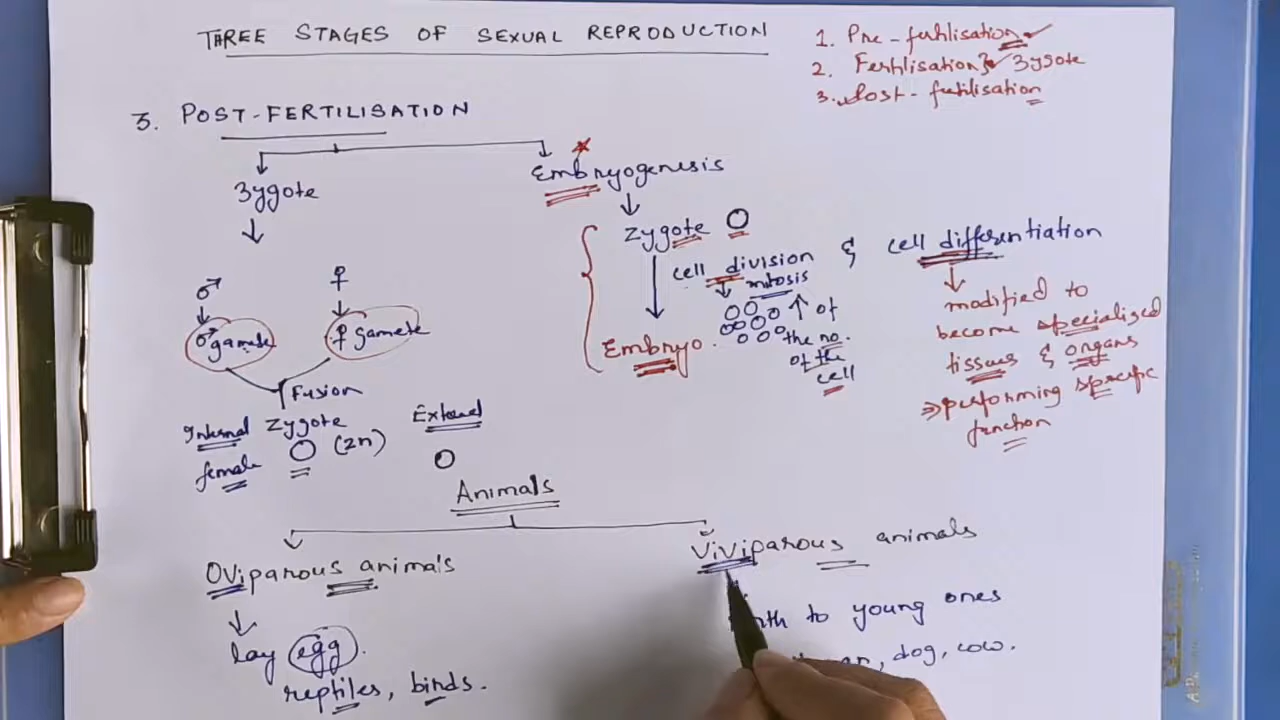 THREE STAGES OF SEXUAL REPRODUCTION
1. Pre-fertilisation
2. Fertilisation} Zygote
3. Post-fertilisation
3. POST-FERTILISATION
Zygote
Embryogenesis
Zygote
cell division & cell differentiation
mitosis
↑ of
the no.
of the
cell
Embryo
modified to
become specialized
tissues & organs
⇒ performing specific
function
♂ ♀
♂ gamete ♀ gamete
Fusion
Zygote
(2n)
Internal
female
External
Animals
Oviparous animals
lay egg.
reptiles, birds.
Viviparous animals
to young ones
dog, cow.